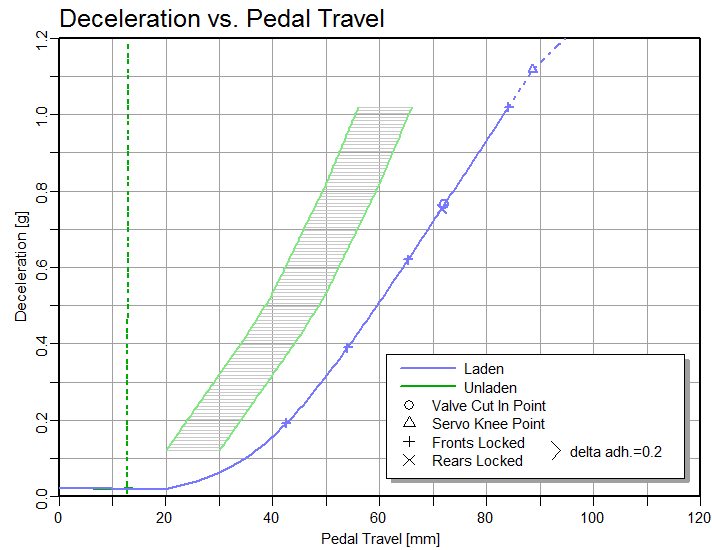 Deceleration vs. Pedal Travel
1.2
1.0
0.8
0.6
0.4
0.2
0.0
Deceleration [g]
Laden
Unladen
Valve Cut In Point
Servo Knee Point
Fronts Locked
Rears Locked
delta adh.=0.2
0 20 40 60 80 100 120
Pedal Travel [mm]